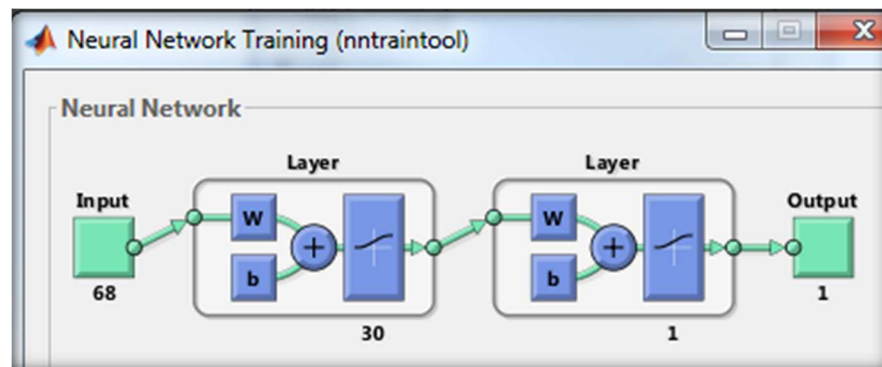 Neural Network Training (nntraintool)
Neural Network
Layer Layer
Input W + W + Output
b b
68 30 1 1